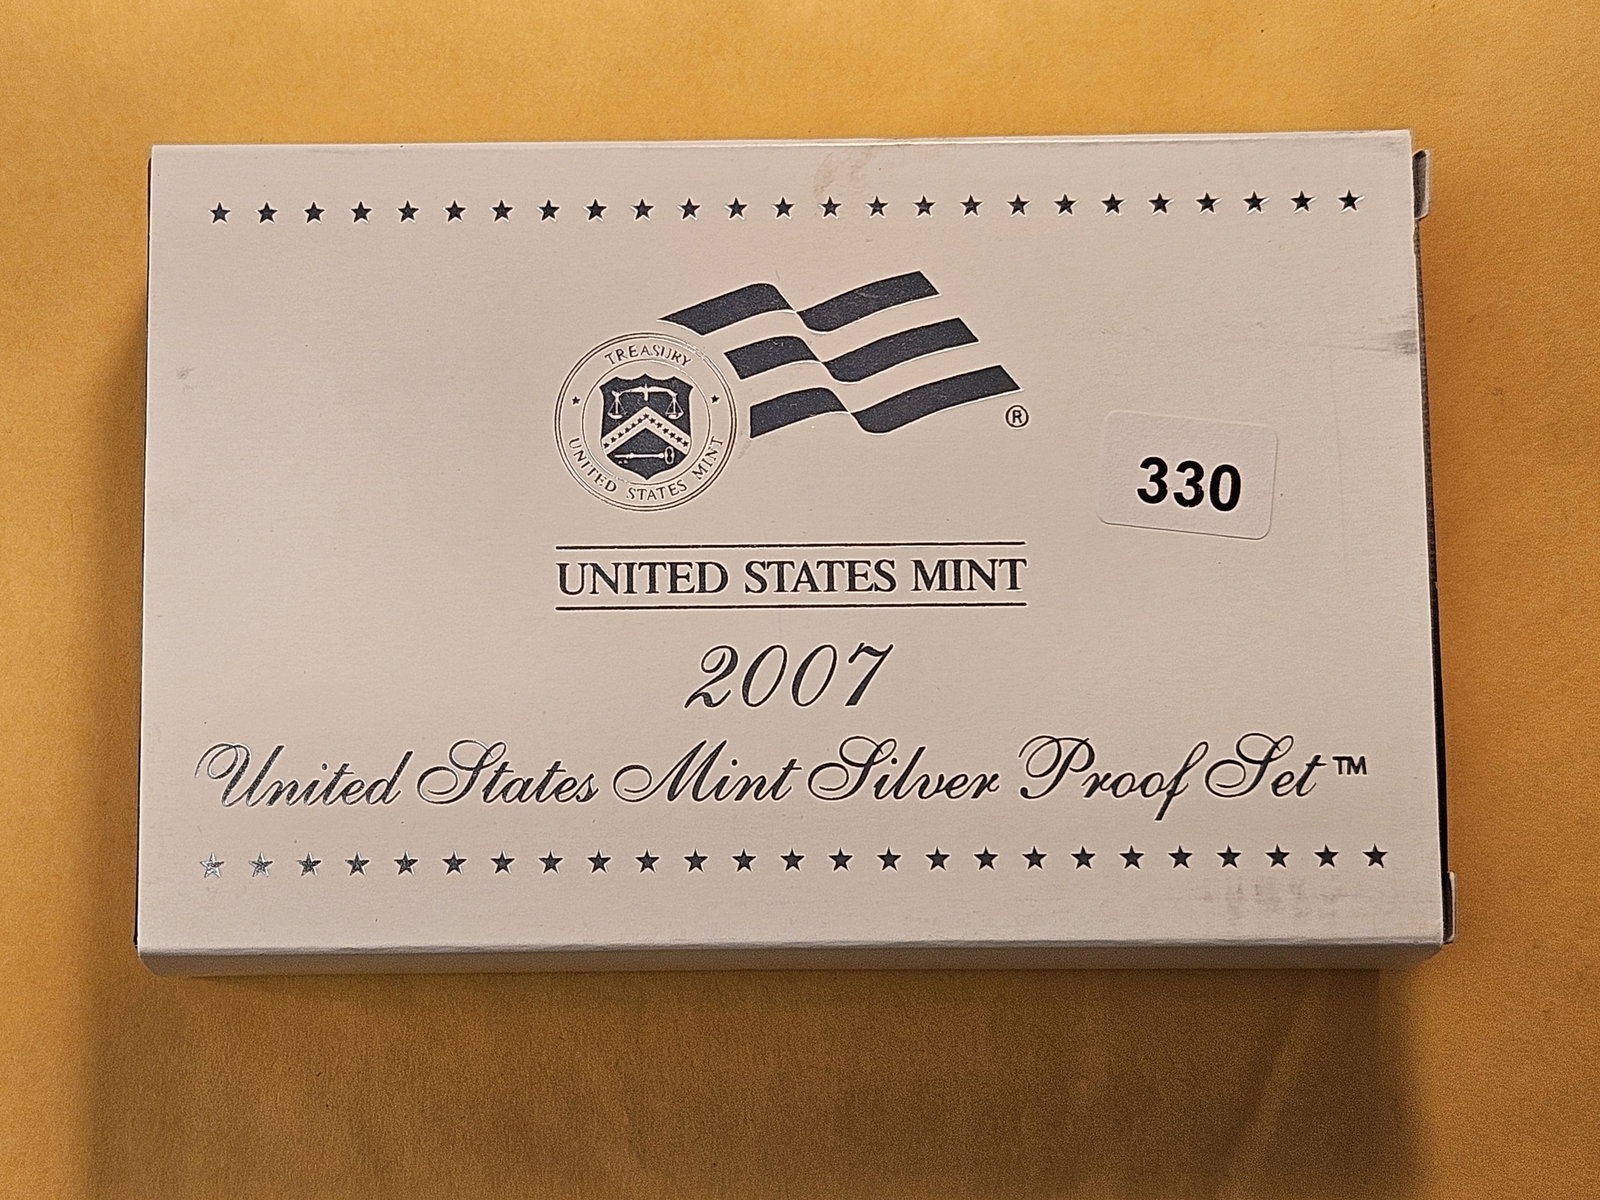 TREASURY
UNITED STATES MINT
®
330
UNITED STATES MINT
2007
United States Mint Silver Proof Set™